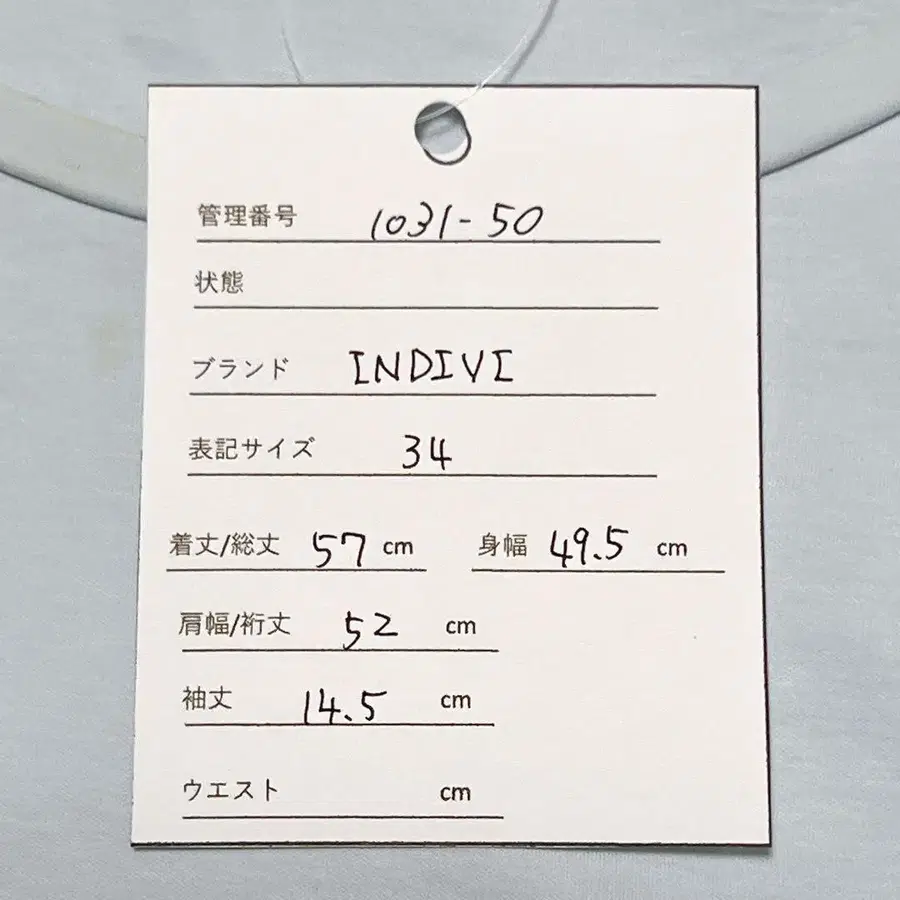 管理番号 1031-50
状態
ブランド INDIVI
表記サイズ 34
着丈/総丈 57 cm 身幅 49.5 cm
肩幅/裄丈 52 cm
袖丈 14.5 cm
ウエスト cm